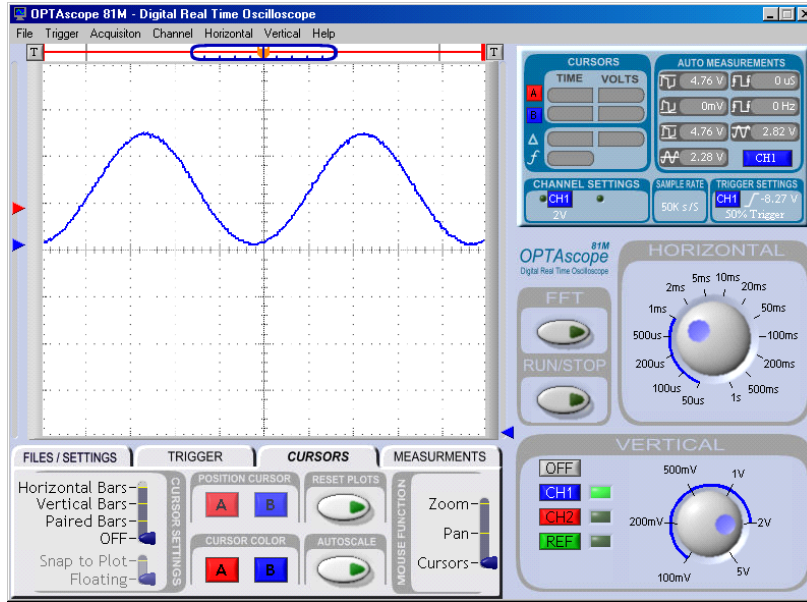 OPTAscope 81M - Digital Real Time Oscilloscope
File Trigger Acquisiton Channel Horizontal Vertical Help
T T
CURSORS
TIME VOLTS
A
B
Δ
f
AUTO MEASUREMENTS
4.76 V 0 uS
0mV 0 Hz
4.76 V 2.82 V
2.28 V CH1
CHANNEL SETTINGS
CH1
2V
SAMPLE RATE
50K s/S
TRIGGER SETTINGS
CH1 -8.27 V
50% Trigger
81M
OPTAscope
Digital Real Time Oscilloscope
FFT
RUN/STOP
HORIZONTAL
50us
100us
200us
500us
1ms
2ms
5ms
10ms
20ms
50ms
100ms
200ms
500ms
1s
VERTICAL
OFF
CH1
CH2
REF
100mV
200mV
500mV
1V
2V
5V
FILES / SETTINGS TRIGGER CURSORS MEASURMENTS
Horizontal Bars
Vertical Bars
Paired Bars
OFF
Snap to Plot
Floating
CURSOR SETTINGS
POSITION CURSOR
A B
CURSOR COLOR
A B
RESET PLOTS
AUTOSCALE
MOUSE FUNCTION
Zoom
Pan
Cursors